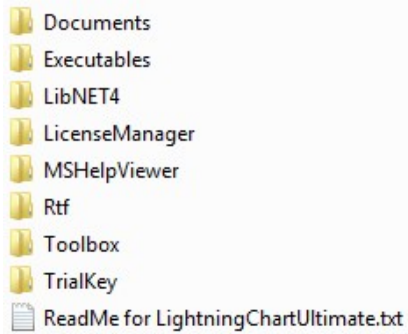 Documents
Executables
LibNET4
LicenseManager
MSHelpViewer
Rtf
Toolbox
TrialKey
ReadMe for LightningChartUltimate.txt